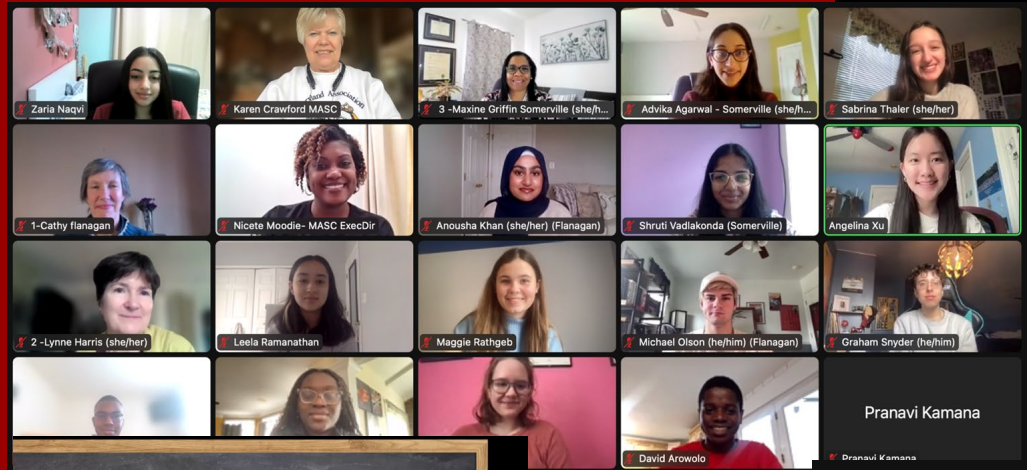 Zaria Naqvi
Karen Crawford MASC
land Association
3 -Maxine Griffin Somerville (she/h...
Advika Agarwal - Somerville (she/h...
Sabrina Thaler (she/her)
1-Cathy flanagan
Nicete Moodie- MASC ExecDir
Anousha Khan (she/her) (Flanagan)
Shruti Vadlakonda (Somerville)
Angelina Xu
2 -Lynne Harris (she/her)
Leela Ramanathan
Maggie Rathgeb
Michael Olson (he/him) (Flanagan)
Graham Snyder (he/him)
David Arowolo
Pranavi Kamana
Pranavi Kamana